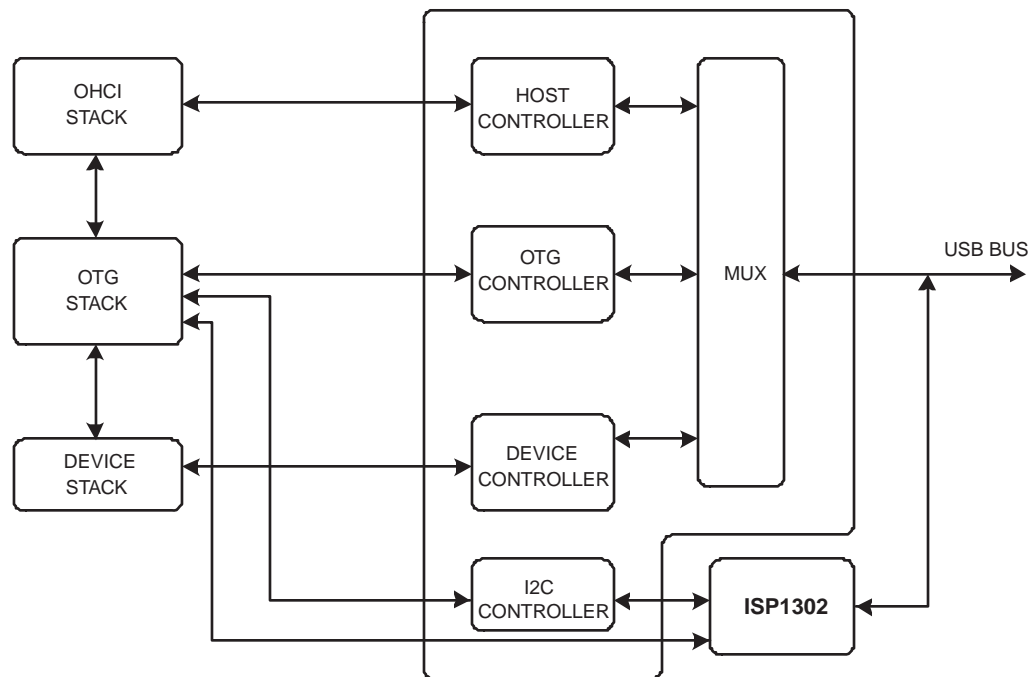 OHCI
STACK
HOST
CONTROLLER
OTG
STACK
OTG
CONTROLLER
MUX
USB BUS
DEVICE
STACK
DEVICE
CONTROLLER
I2C
CONTROLLER
ISP1302